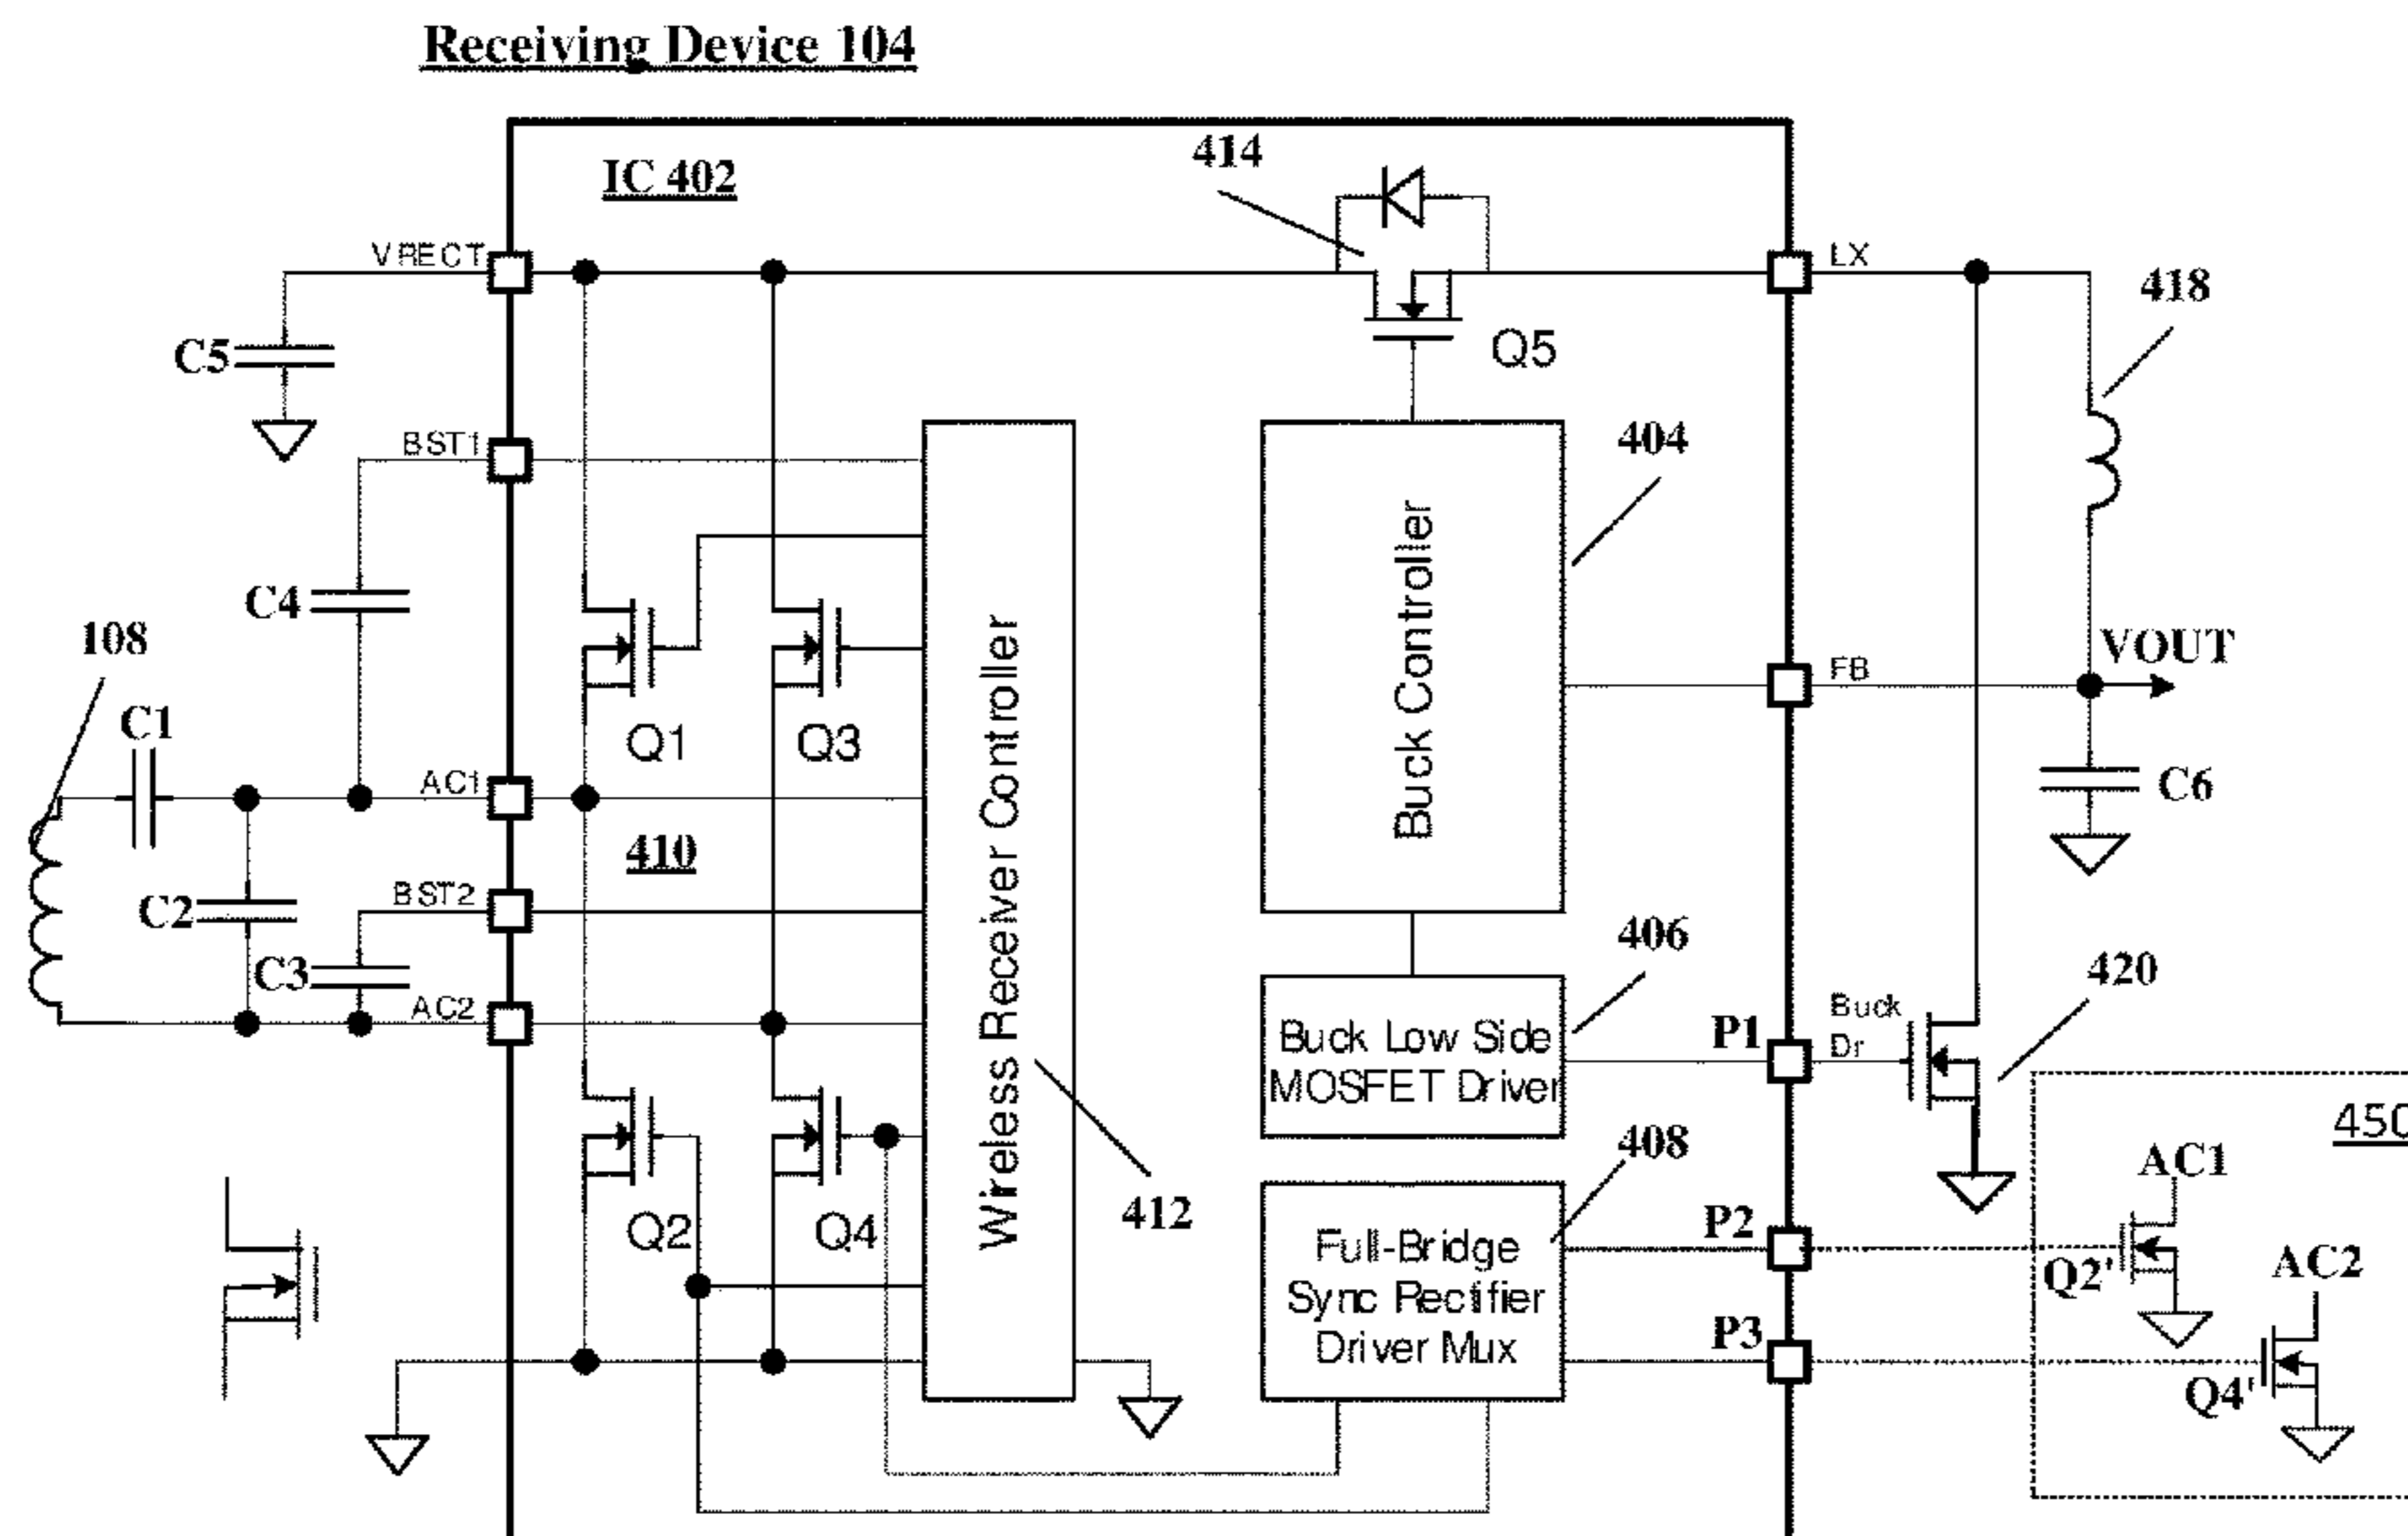 Receiving Device 104
IC 402
414
VRECT
LX
418
C5
Q5
BST1
404
Buck Controller
C4
108
Wireless Receiver Controller
VOUT
FB
C1
Q1
Q3
AC1
C6
410
BST2
C2
406
C3
420
AC2
Buck Low Side
MOSFET Driver
P1
Buck
Dr
450
408
AC1
412
Q2
Q4
P2
Full-Bridge
Sync Rectifier
Driver Mux
Q2'
AC2
P3
Q4'